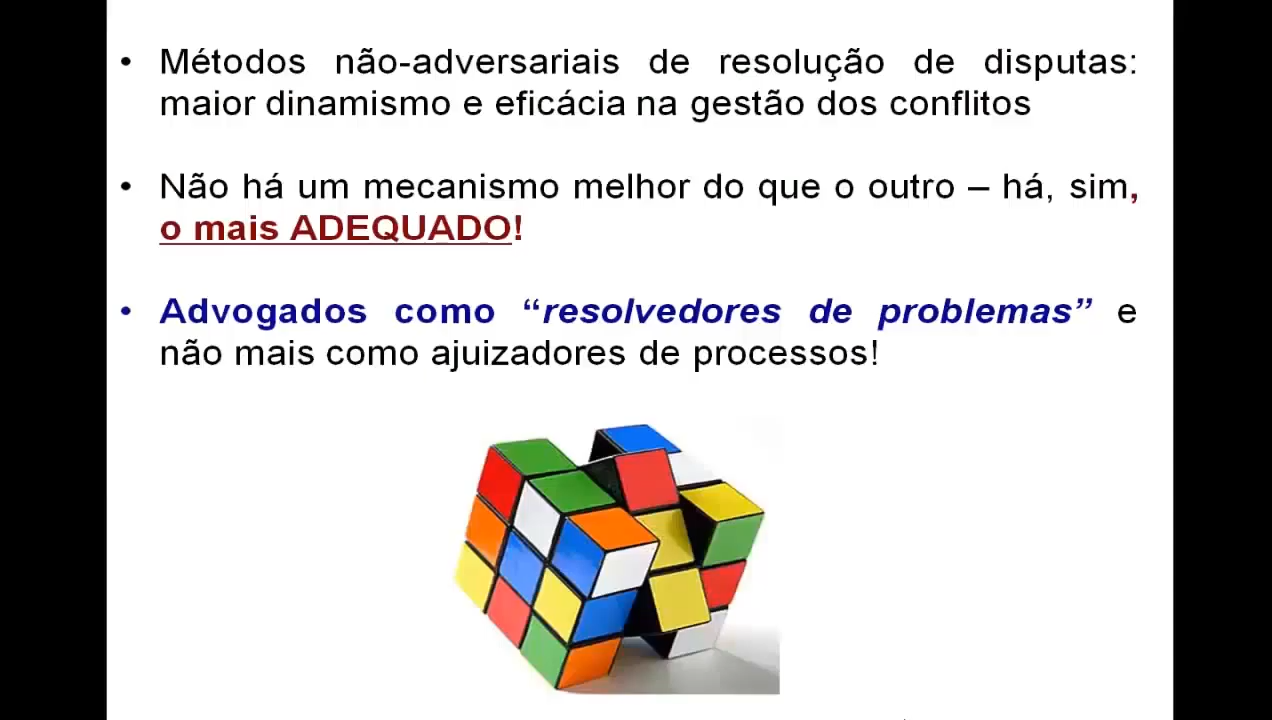 • Métodos não-adversariais de resolução de disputas:
maior dinamismo e eficácia na gestão dos conflitos
• Não há um mecanismo melhor do que o outro – há, sim,
o mais ADEQUADO!
• Advogados como “resolvedores de problemas” e
não mais como ajuizadores de processos!